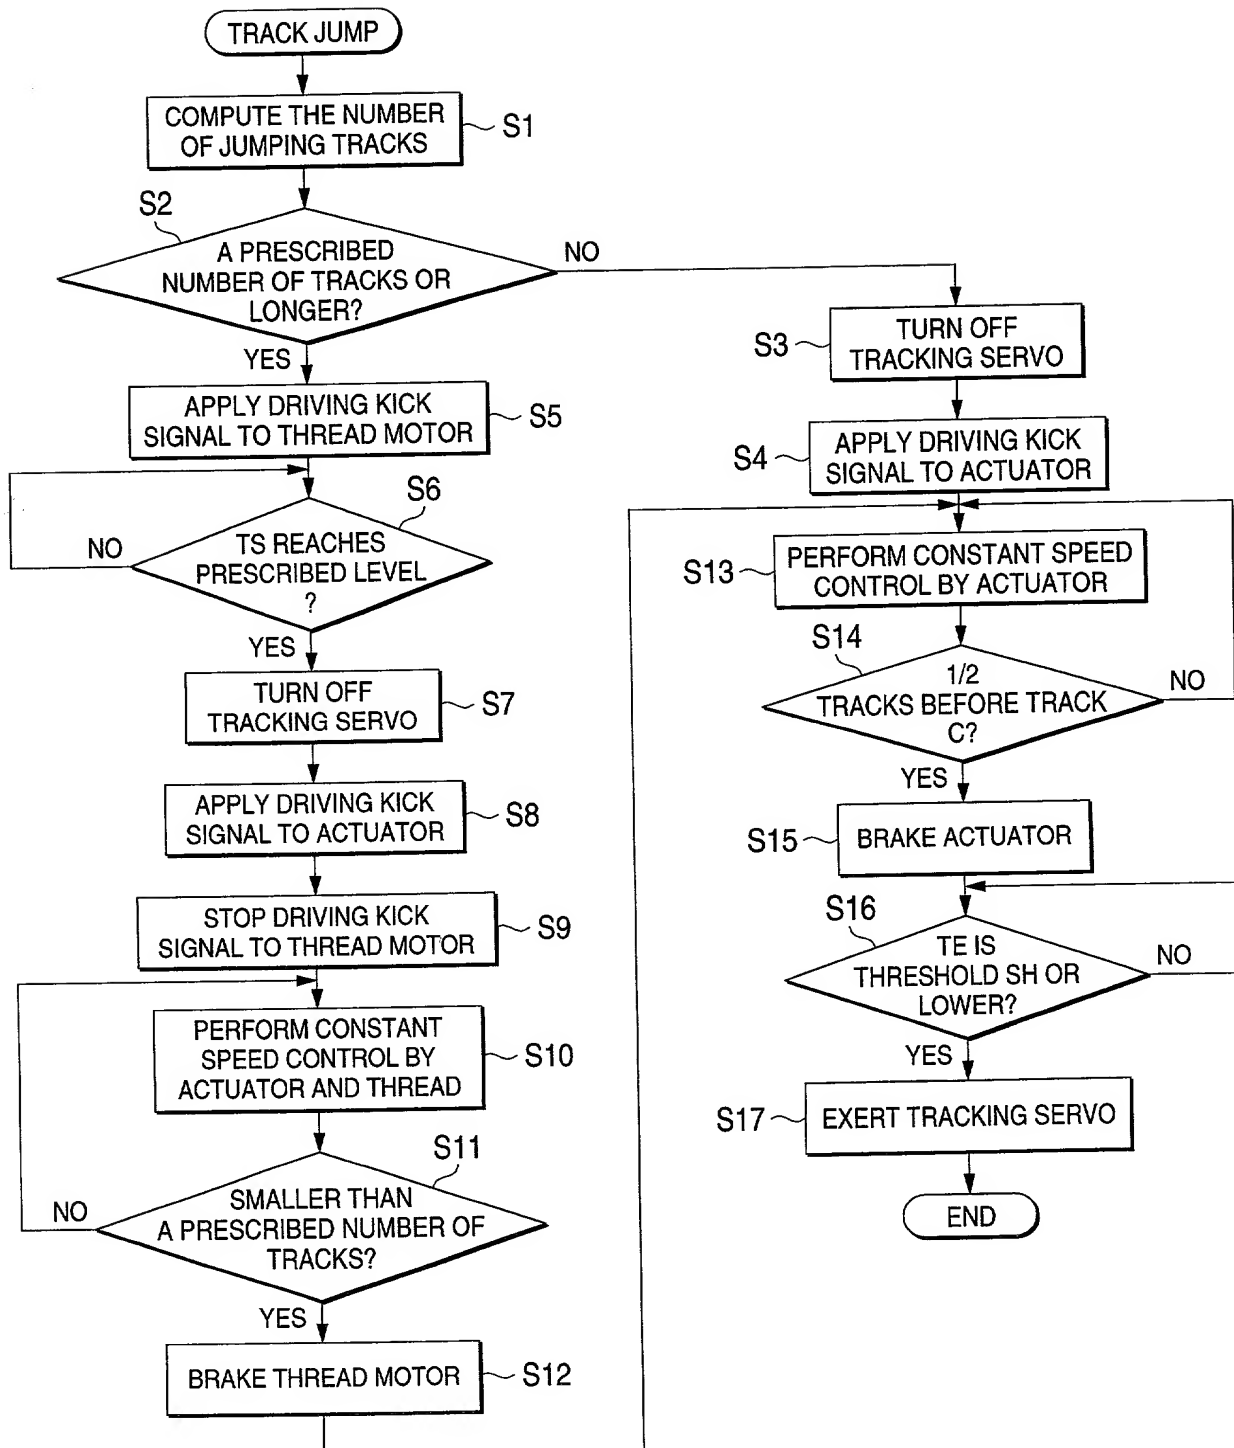 TRACK JUMP
COMPUTE THE NUMBER
OF JUMPING TRACKS
S1
S2
A PRESCRIBED
NUMBER OF TRACKS OR
LONGER?
NO
YES
APPLY DRIVING KICK
SIGNAL TO THREAD MOTOR
S5
S6
TS REACHES
PRESCRIBED LEVEL
?
NO
YES
TURN OFF
TRACKING SERVO
S7
APPLY DRIVING KICK
SIGNAL TO ACTUATOR
S8
STOP DRIVING KICK
SIGNAL TO THREAD MOTOR
S9
PERFORM CONSTANT
SPEED CONTROL BY
ACTUATOR AND THREAD
S10
S11
SMALLER THAN
A PRESCRIBED NUMBER OF
TRACKS?
NO
YES
BRAKE THREAD MOTOR
S12
S3
TURN OFF
TRACKING SERVO
S4
APPLY DRIVING KICK
SIGNAL TO ACTUATOR
S13
PERFORM CONSTANT SPEED
CONTROL BY ACTUATOR
S14
1/2
TRACKS BEFORE TRACK
C?
NO
YES
S15
BRAKE ACTUATOR
S16
TE IS
THRESHOLD SH OR
LOWER?
NO
YES
S17
EXERT TRACKING SERVO
END